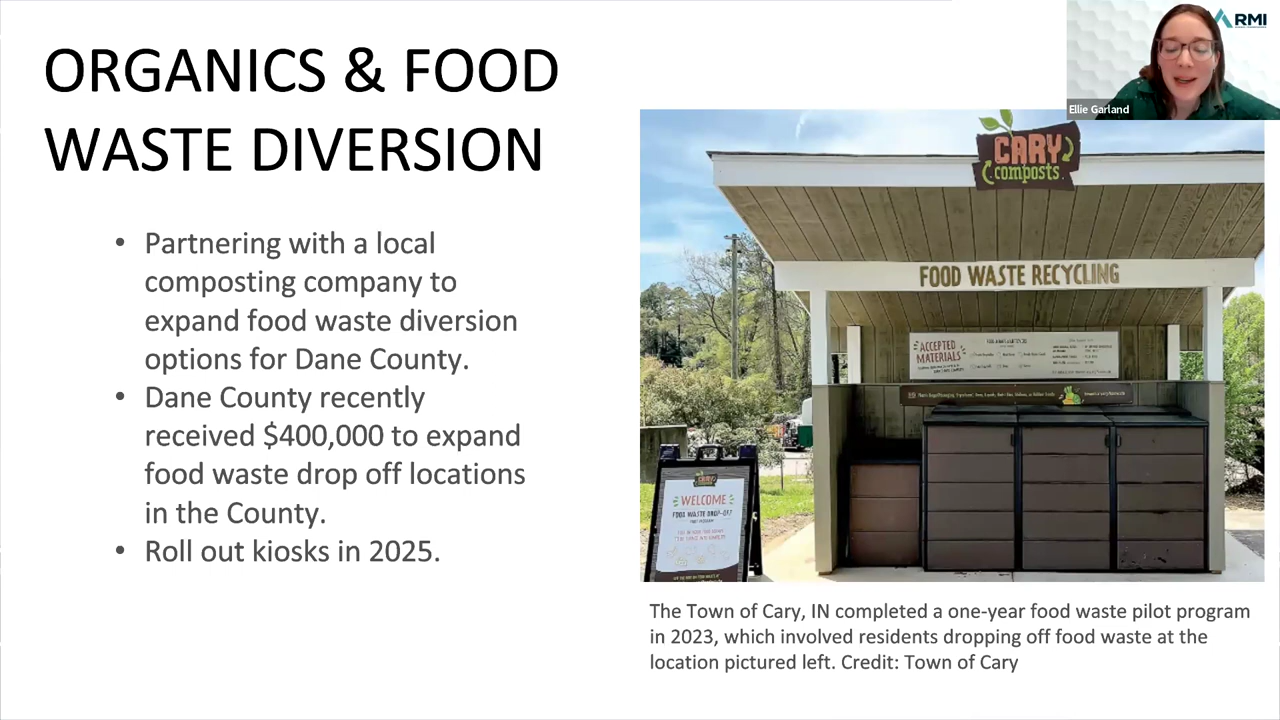 ORGANICS & FOOD
WASTE DIVERSION
RMI
Ellie Garland
• Partnering with a local
composting company to
expand food waste diversion
options for Dane County.
• Dane County recently
received $400,000 to expand
food waste drop off locations
in the County.
• Roll out kiosks in 2025.
CARY
composts
FOOD WASTE RECYCLING
ACCEPTED
MATERIALS
WELCOME
FOOD WASTE DROP-OFF
The Town of Cary, IN completed a one-year food waste pilot program
in 2023, which involved residents dropping off food waste at the
location pictured left. Credit: Town of Cary